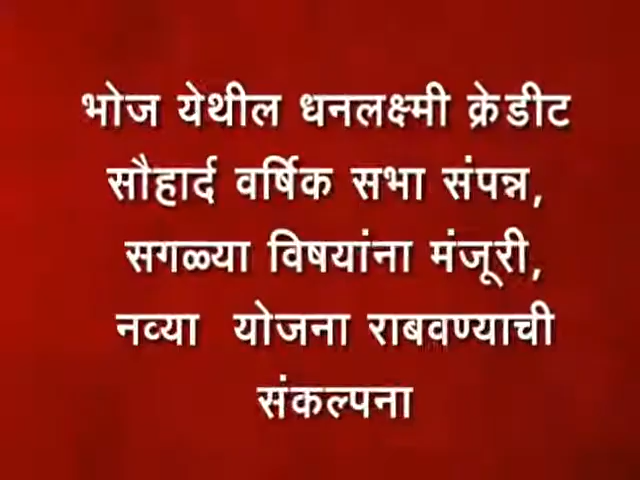 भोज येथील धनलक्ष्मी क्रेडीट
सौहार्द वर्षिक सभा संपन्न,
सगळ्या विषयांना मंजूरी,
नव्या योजना राबवण्याची
संकल्पना